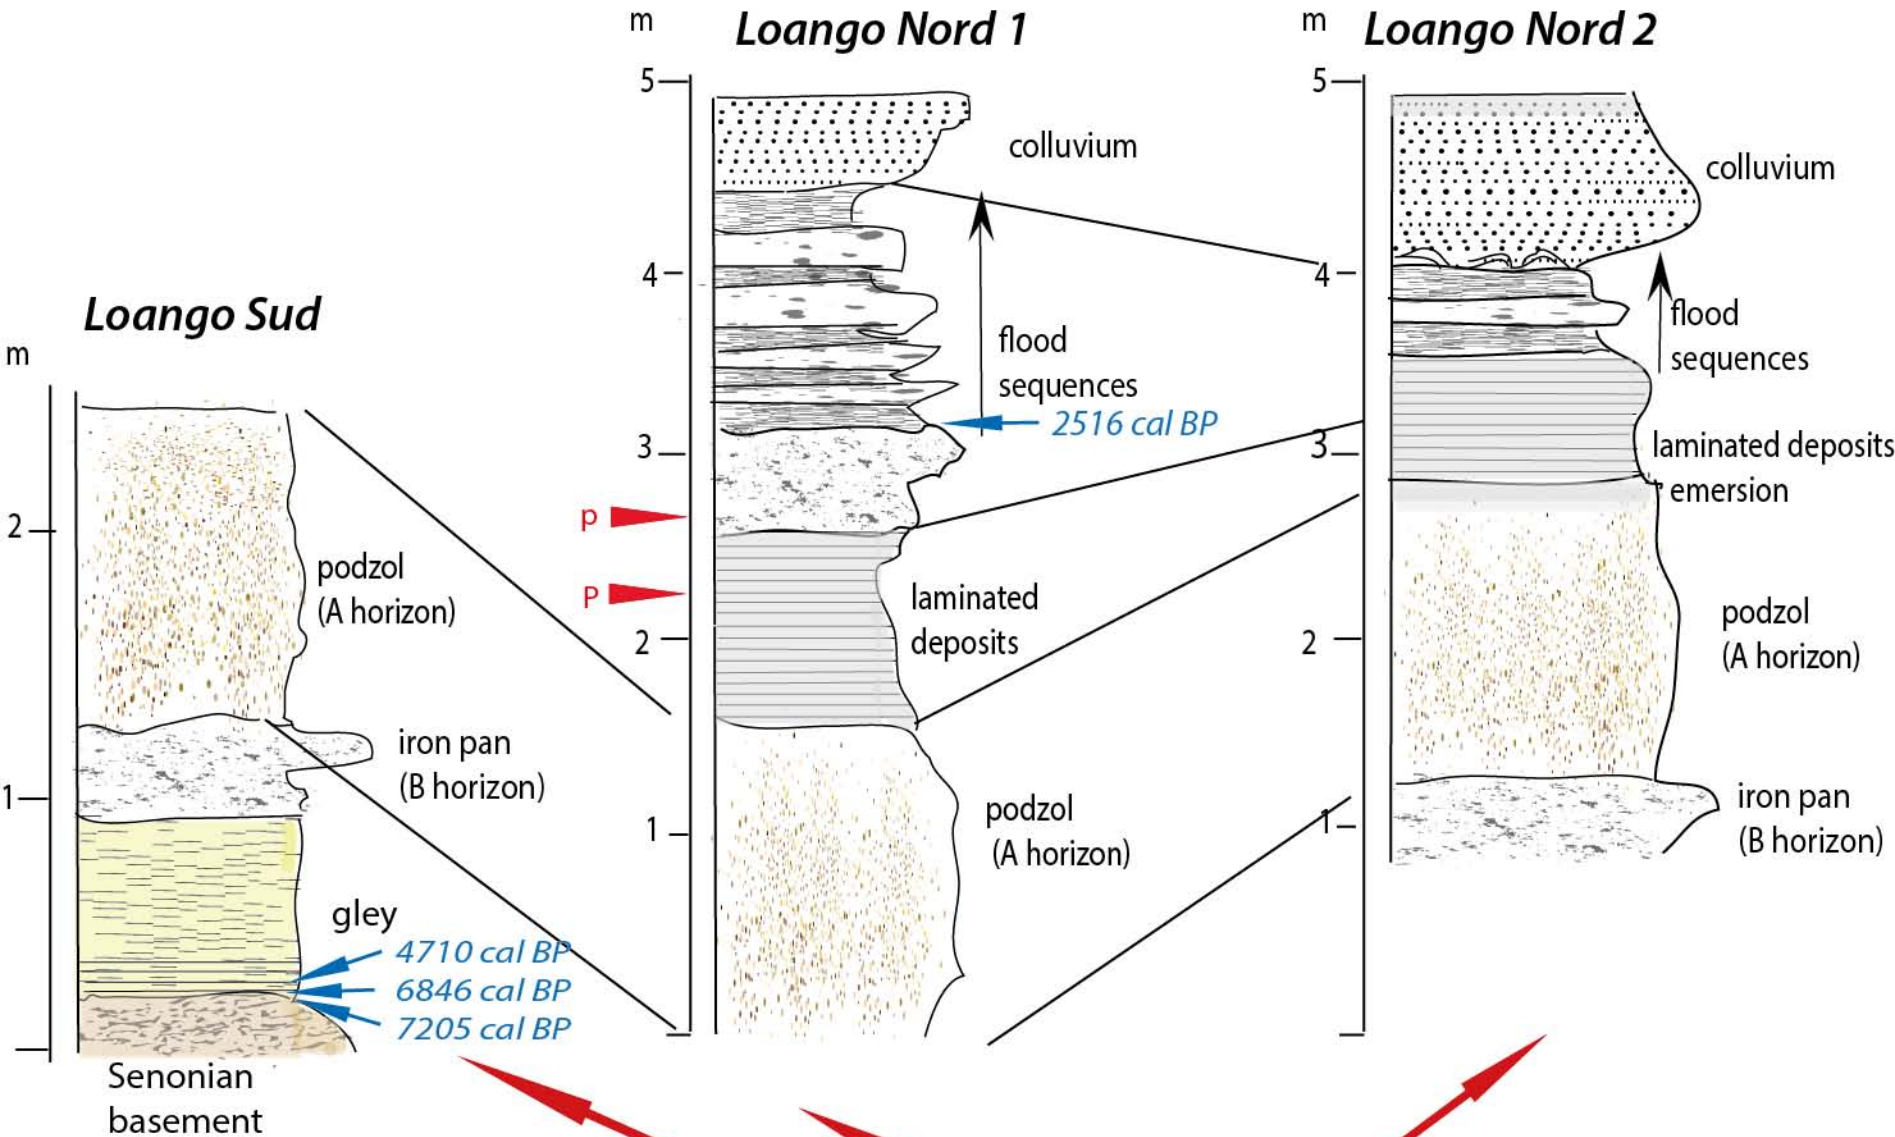 Loango Sud
m
2
1
podzol
(A horizon)
iron pan
(B horizon)
gley
4710 cal BP
6846 cal BP
7205 cal BP
Senonian
basement
m
Loango Nord 1
5
4
3
2
1
colluvium
flood
sequences
2516 cal BP
p
P
laminated
deposits
podzol
(A horizon)
m
Loango Nord 2
5
4
3
2
1
colluvium
flood
sequences
laminated deposits
emersion
podzol
(A horizon)
iron pan
(B horizon)